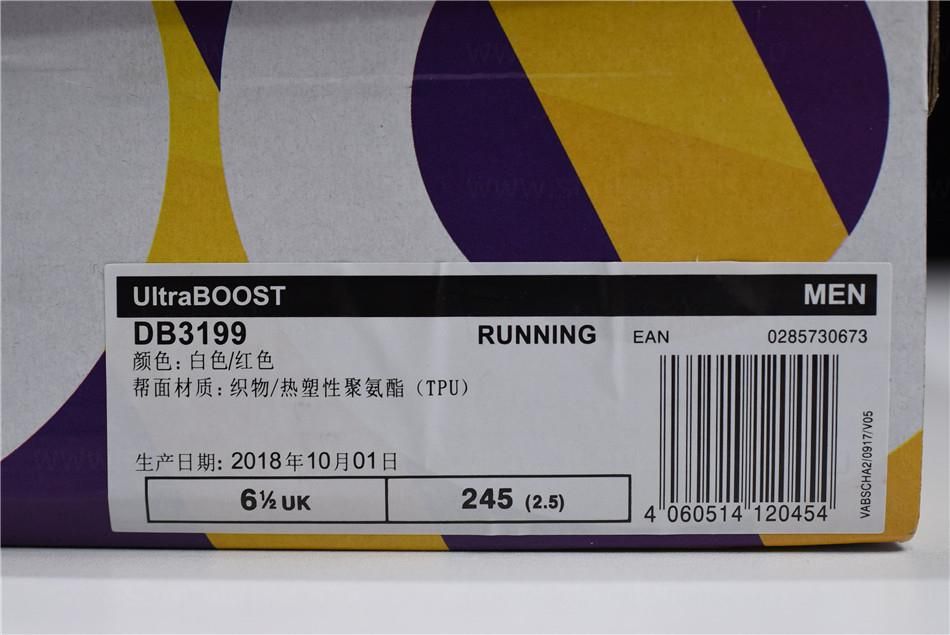 UltraBOOST MEN
DB3199 RUNNING EAN 0285730673
颜色：白色/红色
帮面材质：织物/热塑性聚氨酯（TPU）
生产日期：2018年10月01日
6½ UK 245 (2.5)
4 060514 120454
VABSCHA2/0917/V05